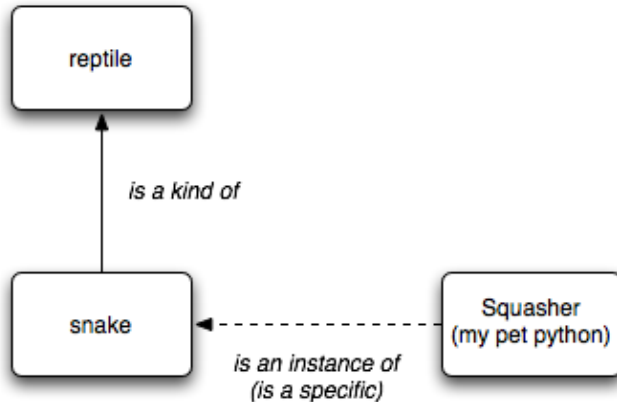 reptile
is a kind of
snake
Squasher
(my pet python)
is an instance of
(is a specific)